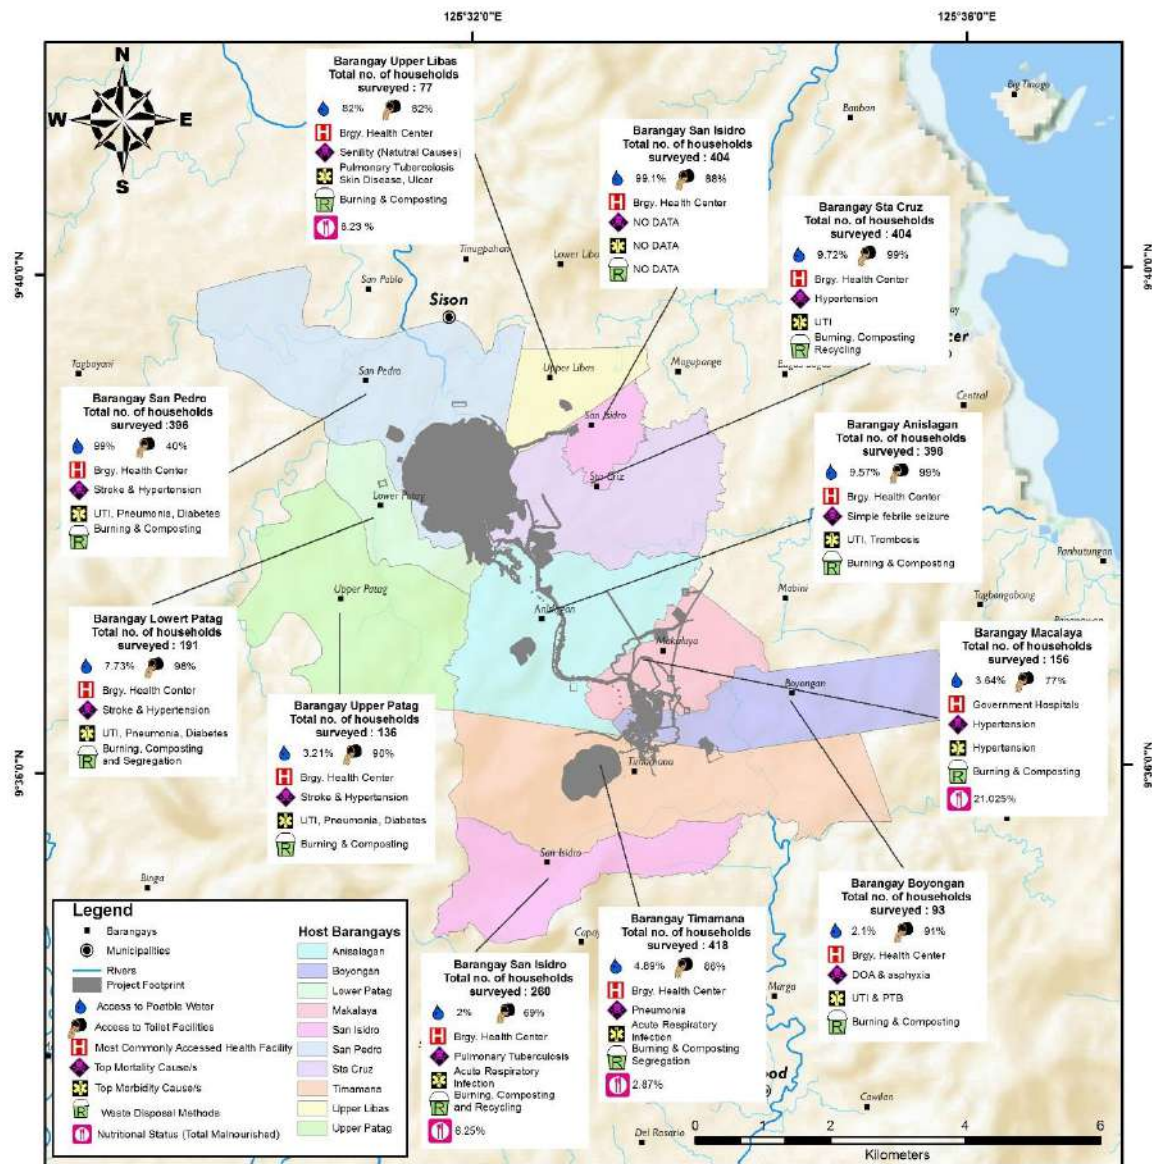 125°32'0"E
125°36'0"E
N
W
E
S
Barangay Upper Libas
Total no. of households
surveyed : 77
82%
82%
Brgy. Health Center
Senility (Natutral Causes)
Pulmonary Tuberculosis
Skin Disease, Ulcer
Burning & Composting
8.23 %
Barangay San Isidro
Total no. of households
surveyed : 404
99.1%
88%
Brgy. Health Center
NO DATA
NO DATA
NO DATA
Barangay Sta Cruz
Total no. of households
surveyed : 404
9.72%
99%
Brgy. Health Center
Hypertension
UTI
Burning, Composting
Recycling
Banban
Tinugbahan
San Pablo
Sison
9°40'0"N
9°40'0"N
Tagbayani
San Pedro
Upper Libas
Magupange
San Isidro
Central
Barangay San Pedro
Total no. of households
surveyed :396
99%
40%
Brgy. Health Center
Stroke & Hypertension
UTI, Pneumonia, Diabetes
Burning & Composting
Barangay Anislagan
Total no. of households
surveyed : 398
9.57%
99%
Brgy. Health Center
Simple febrile seizure
UTI, Trombosis
Burning & Composting
Sta Cruz
Lower Patag
Upper Patag
Anislagan
Mabini
Panhutungan
Tagbongabong
Makalaya
Boyongan
Barangay Lowert Patag
Total no. of households
surveyed : 191
7.73%
98%
Brgy. Health Center
Stroke & Hypertension
UTI, Pneumonia, Diabetes
Burning, Composting
and Segregation
Barangay Upper Patag
Total no. of households
surveyed : 136
3.21%
Brgy. Health Center
Stroke & Hypertension
UTI, Pneumonia, Diabetes
Burning & Composting
Barangay Macalaya
Total no. of households
surveyed : 156
3.64%
77%
Government Hospitals
Hypertension
Hypertension
Burning & Composting
21.025%
9°36'0"N
9°36'0"N
Timamana
San Isidro
Binga
Barangay Boyongan
Total no. of households
surveyed : 93
2.1%
91%
Brgy. Health Center
DOA & asphyxia
UTI & PTB
Burning & Composting
Barangay Timamana
Total no. of households
surveyed : 418
4.89%
86%
Brgy. Health Center
Pneumonia
Acute Respiratory
Infection
Burning & Composting
Segregation
2.87%
Barangay San Isidro
Total no. of households
surveyed : 260
2%
69%
Brgy. Health Center
Pulmonary Tuberculosis
Acute Respiratory
Infection
Burning, Composting
and Recycling
8.25%
Marga
Cawilan
Del Rosario
Legend
Barangays
Municipalities
Rivers
Project Footprint
Access to Poatble Water
Access to Toilet Facilities
Most Commonly Accessed Health Facility
Top Mortality Cause/s
Top Morbidity Cause/s
Waste Disposal Methods
Nutritional Status (Total Malnourished)
Host Barangays
Anisalagan
Boyongan
Lower Patag
Makalaya
San Isidro
San Pedro
Sta Cruz
Timamana
Upper Libas
Upper Patag
0 1 2 4 6
Kilometers